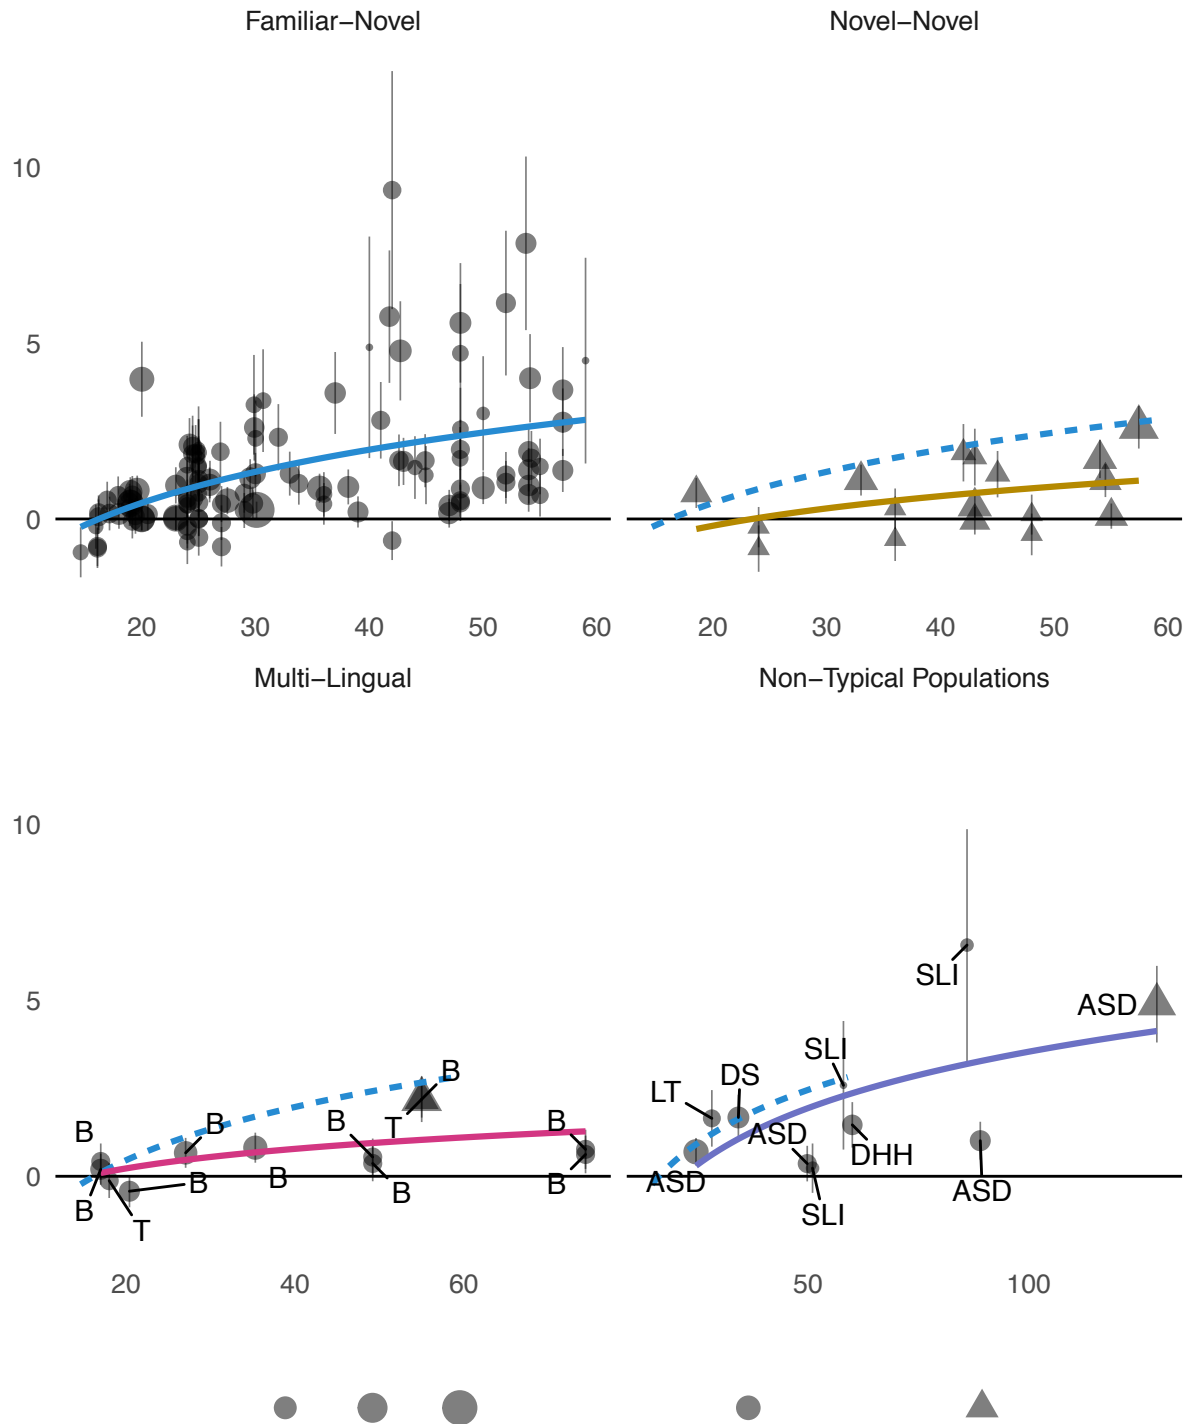 Familiar−Novel
Novel−Novel
10
5
0
20 30 40 50 60
20 30 40 50 60
Multi−Lingual
Non−Typical Populations
10
5
0
B
B
T
B
B
B
B
B
T
B
B
B
ASD
LT
DS
ASD
SLI
SLI
DHH
SLI
ASD
ASD
20 40 60
50 100